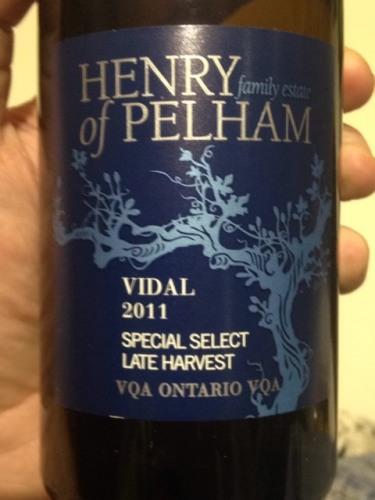 HENRY
family estate
of PELHAM
VIDAL
2011
SPECIAL SELECT
LATE HARVEST
VQA ONTARIO VQA